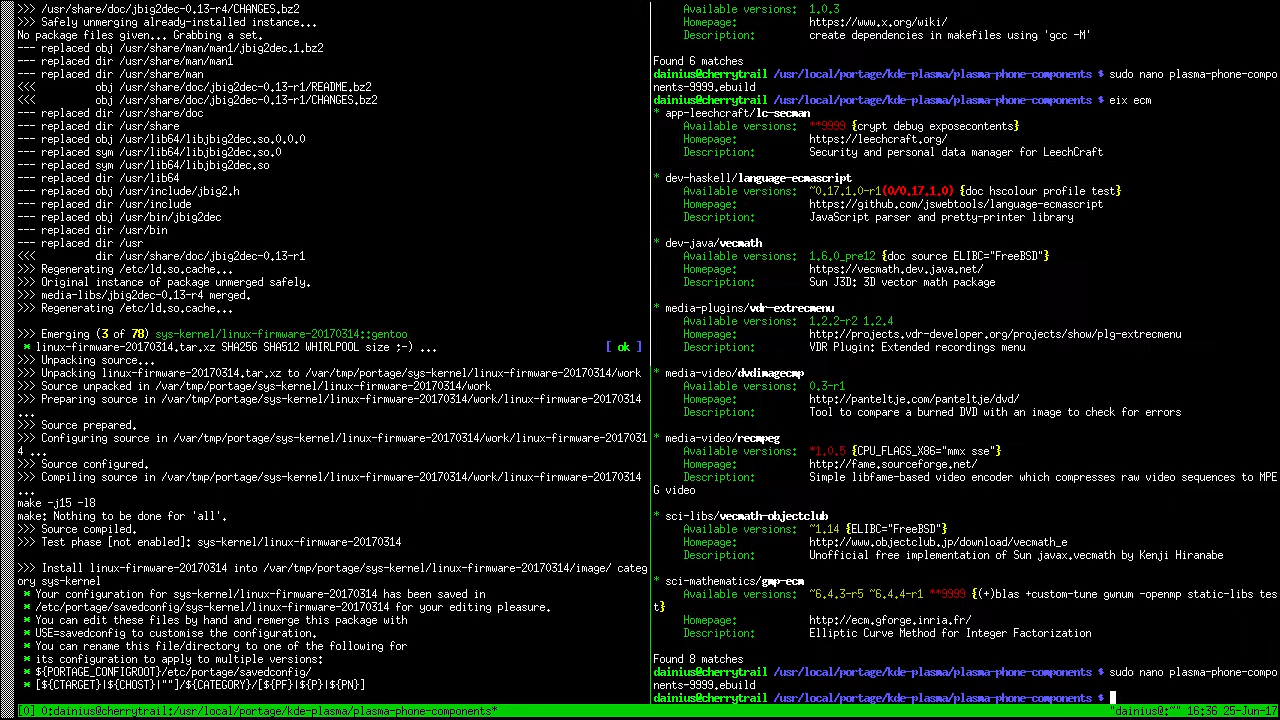 >>> /usr/share/doc/jbig2dec-0.13-r4/CHANGES.bz2
>>> Safely unmerging already-installed instance...
No package files given... Grabbing a set.
--- replaced obj /usr/share/man/man1/jbig2dec.1.bz2
--- replaced dir /usr/share/man/man1
--- replaced dir /usr/share/man
<<<          obj /usr/share/doc/jbig2dec-0.13-r1/README.bz2
<<<          obj /usr/share/doc/jbig2dec-0.13-r1/CHANGES.bz2
--- replaced dir /usr/share/doc
--- replaced dir /usr/share
--- replaced obj /usr/lib64/libjbig2dec.so.0.0.0
--- replaced sym /usr/lib64/libjbig2dec.so.0
--- replaced sym /usr/lib64/libjbig2dec.so
--- replaced dir /usr/lib64
--- replaced obj /usr/include/jbig2.h
--- replaced dir /usr/include
--- replaced obj /usr/bin/jbig2dec
--- replaced dir /usr/bin
--- replaced dir /usr
<<<          dir /usr/share/doc/jbig2dec-0.13-r1
>>> Regenerating /etc/ld.so.cache...
>>> Original instance of package unmerged safely.
>>> media-libs/jbig2dec-0.13-r4 merged.
>>> Regenerating /etc/ld.so.cache...
>>> Emerging (3 of 78) sys-kernel/linux-firmware-20170314::gentoo
* linux-firmware-20170314.tar.xz SHA256 SHA512 WHIRLPOOL size ;-) ... [ ok ]
>>> Unpacking source...
>>> Unpacking linux-firmware-20170314.tar.xz to /var/tmp/portage/sys-kernel/linux-firmware-20170314/work
>>> Source unpacked in /var/tmp/portage/sys-kernel/linux-firmware-20170314/work
>>> Preparing source in /var/tmp/portage/sys-kernel/linux-firmware-20170314/work/linux-firmware-20170314
...
>>> Source prepared.
>>> Configuring source in /var/tmp/portage/sys-kernel/linux-firmware-20170314/work/linux-firmware-2017031
4 ...
>>> Source configured.
>>> Compiling source in /var/tmp/portage/sys-kernel/linux-firmware-20170314/work/linux-firmware-20170314
...
make -j15 -l8
make: Nothing to be done for 'all'.
>>> Source compiled.
>>> Test phase [not enabled]: sys-kernel/linux-firmware-20170314
>>> Install linux-firmware-20170314 into /var/tmp/portage/sys-kernel/linux-firmware-20170314/image/ categ
ory sys-kernel
* Your configuration for sys-kernel/linux-firmware-20170314 has been saved in
* /etc/portage/savedconfig/sys-kernel/linux-firmware-20170314 for your editing pleasure.
* You can edit these files by hand and remerge this package with
* USE=savedconfig to customise the configuration.
* You can rename this file/directory to one of the following for
* its configuration to apply to multiple versions:
* ${PORTAGE_CONFIGROOT}/etc/portage/savedconfig/
* [${CTARGET}|${CHOST}|""]/${CATEGORY}/[${PF}|${P}|${PN}]
Available versions:  1.0.3
Homepage:            https://www.x.org/wiki/
Description:         create dependencies in makefiles using 'gcc -M'
Found 6 matches
dainius@cherrytrail /usr/local/portage/kde-plasma/plasma-phone-components $ sudo nano plasma-phone-compo
nents-9999.ebuild
dainius@cherrytrail /usr/local/portage/kde-plasma/plasma-phone-components $ eix ecm
* app-leechcraft/lc-secman
Available versions:  **9999 {crypt debug exposecontents}
Homepage:            https://leechcraft.org/
Description:         Security and personal data manager for LeechCraft
* dev-haskell/language-ecmascript
Available versions:  ~0.17.1.0-r1(0/0.17.1.0) {doc hscolour profile test}
Homepage:            https://github.com/jswebtools/language-ecmascript
Description:         JavaScript parser and pretty-printer library
* dev-java/vecmath
Available versions:  1.6.0_pre12 {doc source ELIBC="FreeBSD"}
Homepage:            https://vecmath.dev.java.net/
Description:         Sun J3D: 3D vector math package
* media-plugins/vdr-extrecmenu
Available versions:  1.2.2-r2 1.2.4
Homepage:            http://projects.vdr-developer.org/projects/show/plg-extrecmenu
Description:         VDR Plugin: Extended recordings menu
* media-video/dvdimagecmp
Available versions:  0.3-r1
Homepage:            http://panteltje.com/panteltje/dvd/
Description:         Tool to compare a burned DVD with an image to check for errors
* media-video/recmpeg
Available versions:  *1.0.5 {CPU_FLAGS_X86="mmx sse"}
Homepage:            http://fame.sourceforge.net/
Description:         Simple libfame-based video encoder which compresses raw video sequences to MPE
G video
* sci-libs/vecmath-objectclub
Available versions:  ~1.14 {ELIBC="FreeBSD"}
Homepage:            http://www.objectclub.jp/download/vecmath_e
Description:         Unofficial free implementation of Sun javax.vecmath by Kenji Hiranabe
* sci-mathematics/gmp-ecm
Available versions:  ~6.4.3-r5 ~6.4.4-r1 **9999 {(+)blas +custom-tune gwnum -openmp static-libs tes
t}
Homepage:            http://ecm.gforge.inria.fr/
Description:         Elliptic Curve Method for Integer Factorization
Found 8 matches
dainius@cherrytrail /usr/local/portage/kde-plasma/plasma-phone-components $ sudo nano plasma-phone-compo
nents-9999.ebuild
dainius@cherrytrail /usr/local/portage/kde-plasma/plasma-phone-components $
[0] 0:dainius@cherrytrail:/usr/local/portage/kde-plasma/plasma-phone-components* "dainius@:~" 16:36 25-Jun-17